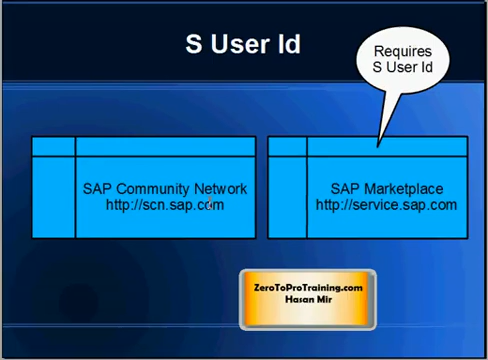 S User Id
Requires
S User Id
SAP Community Network
http://scn.sap.com
SAP Marketplace
http://service.sap.com
ZeroToProTraining.com
Hasan Mir